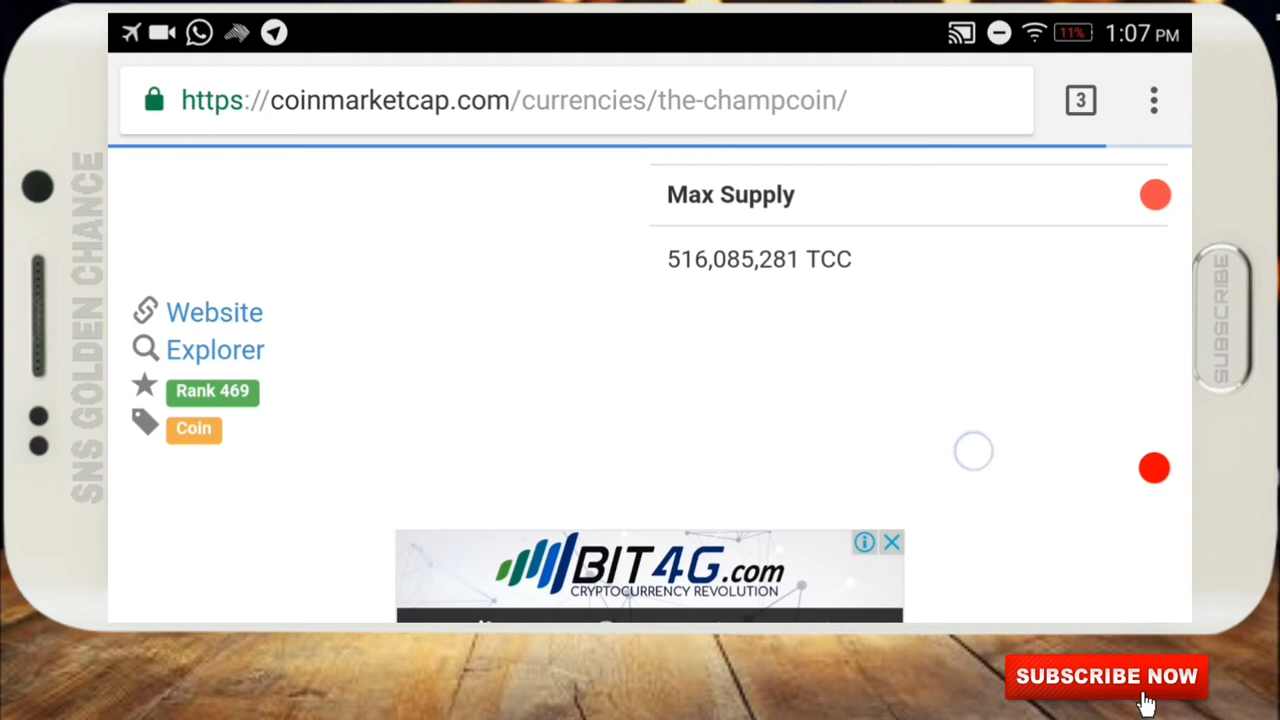 11%
1:07 PM
https://coinmarketcap.com/currencies/the-champcoin/
3
Max Supply
516,085,281 TCC
Website
Explorer
Rank 469
Coin
BIT4G.com
CRYPTOCURRENCY REVOLUTION
SNS GOLDEN CHANCE
SUBSCRIBE
SUBSCRIBE NOW